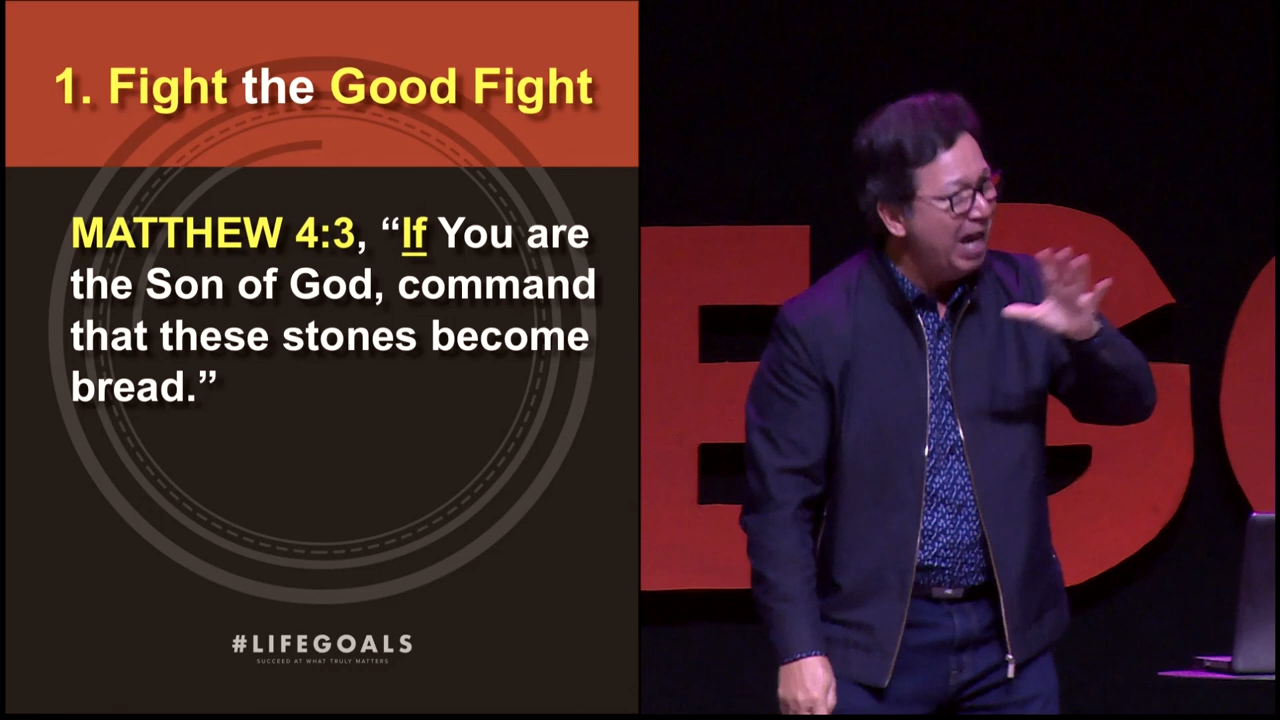 1. Fight the Good Fight
MATTHEW 4:3, “If You are
the Son of God, command
that these stones become
bread.”
#LIFEGOALS
SUCCEED AT WHAT TRULY MATTERS
EGO